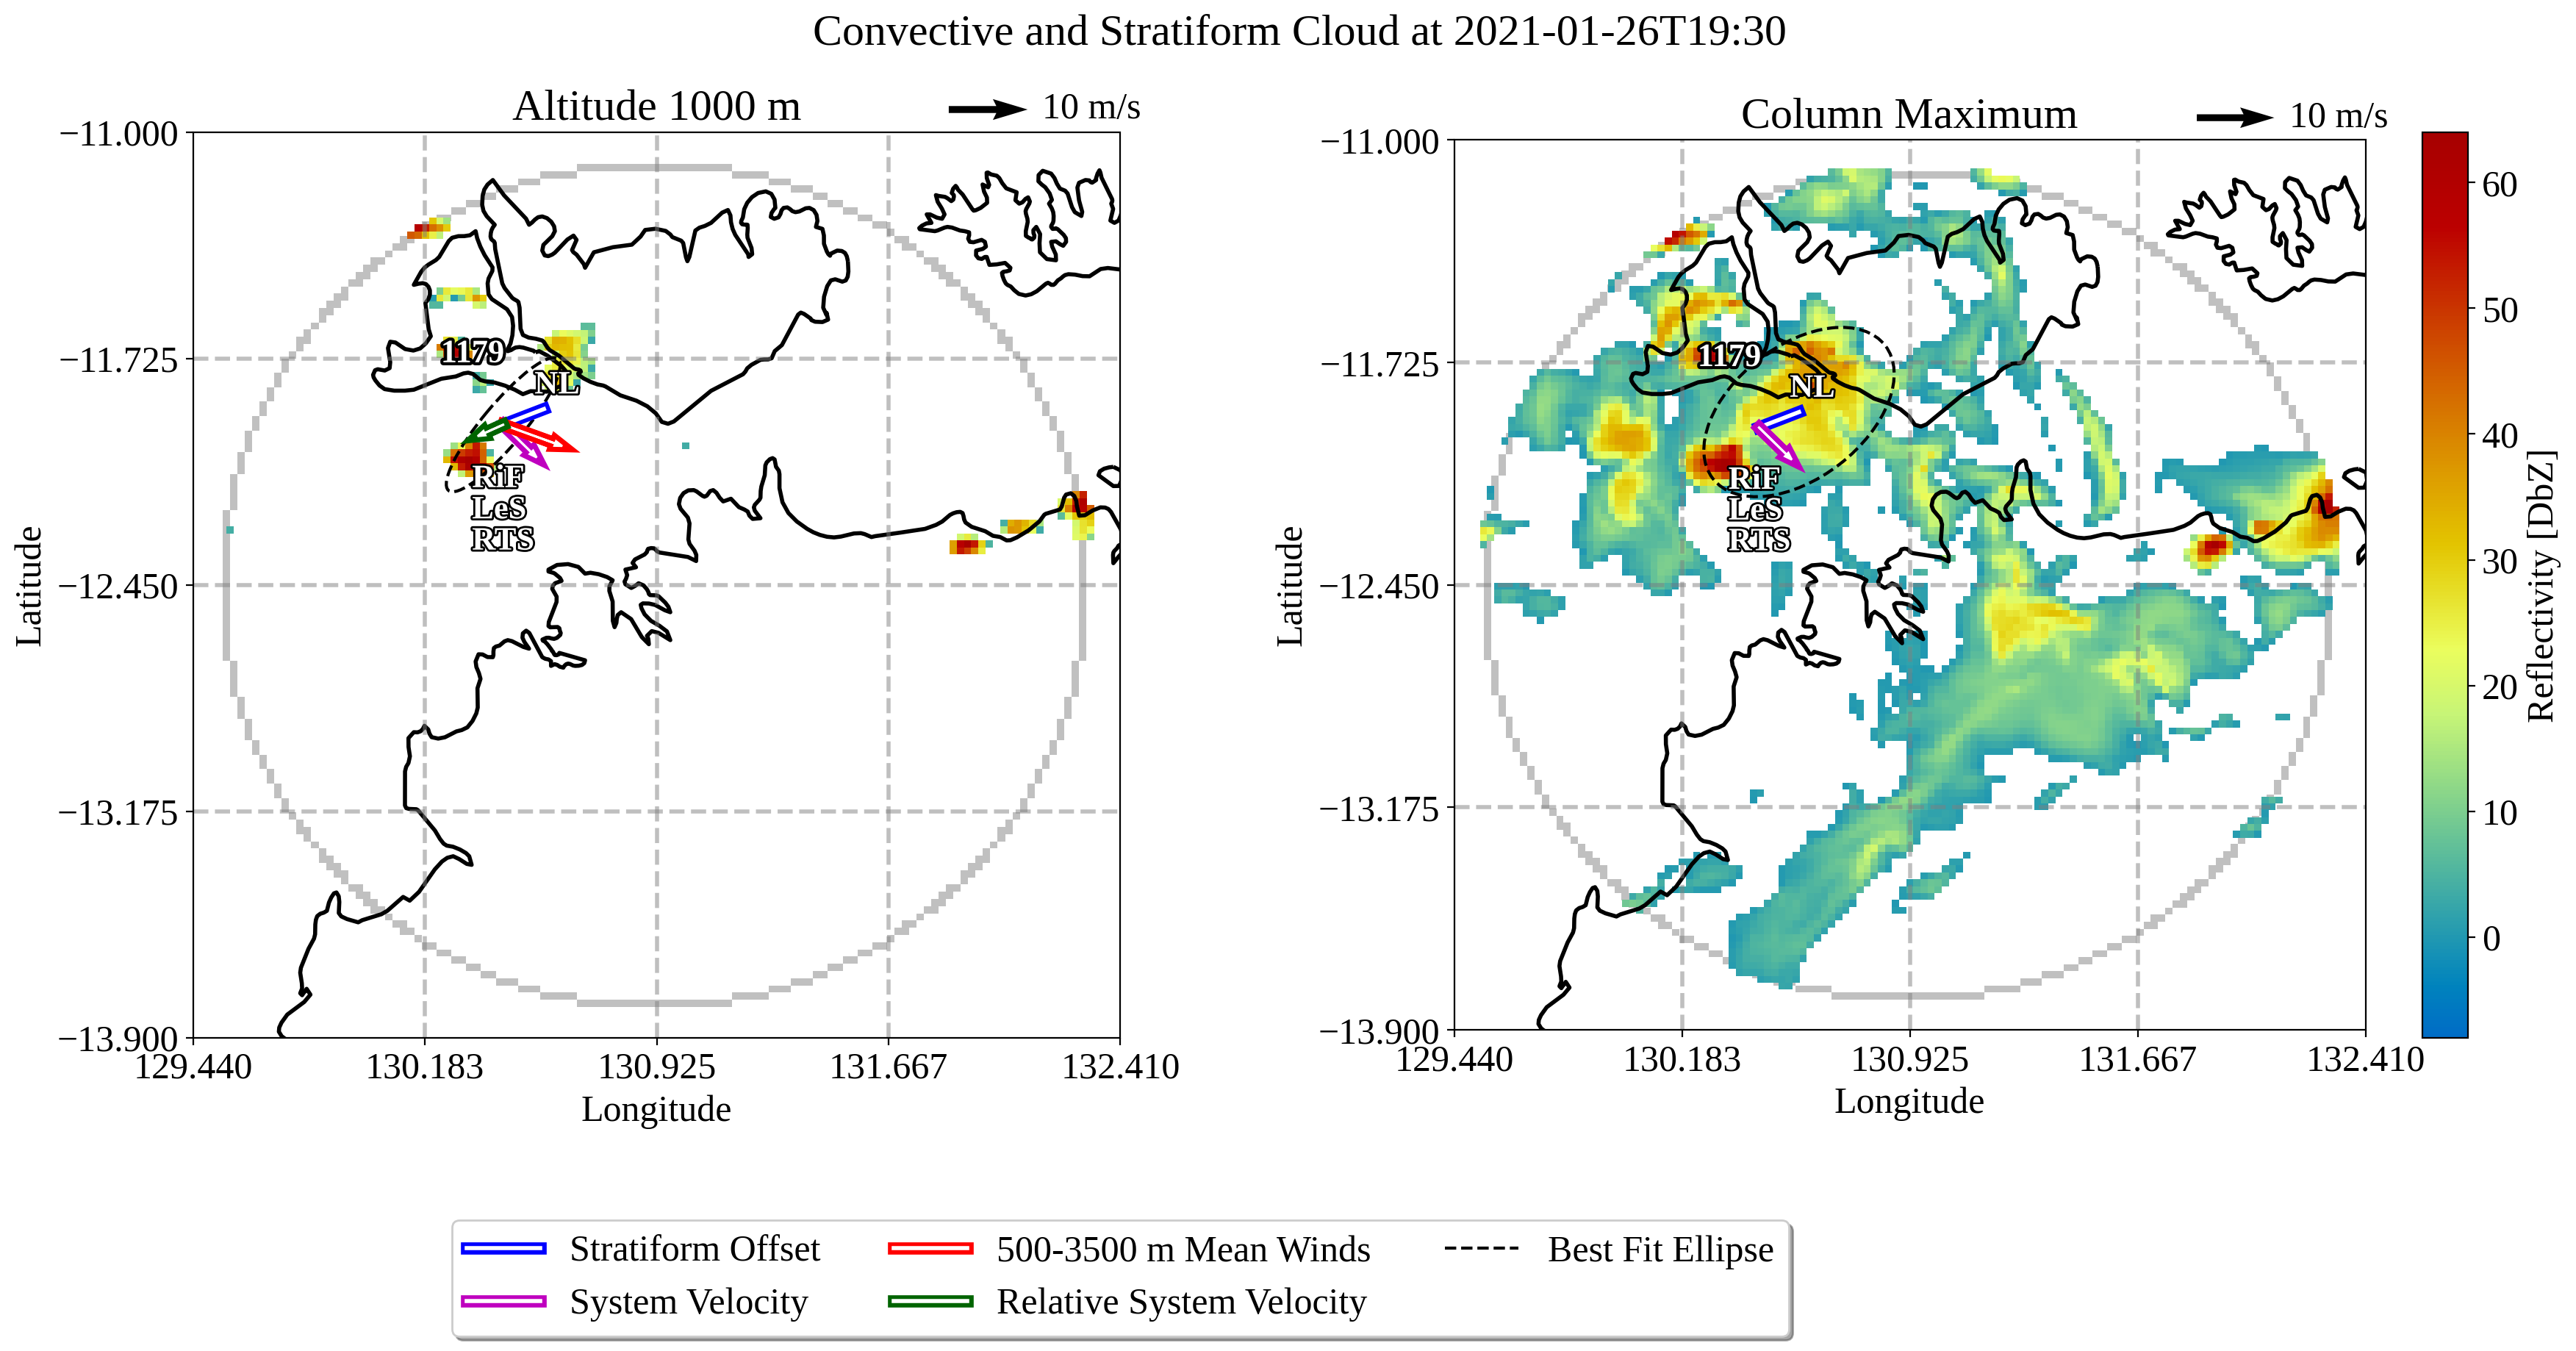 Convective and Stratiform Cloud at 2021-01-26T19:30
Altitude 1000 m
10 m/s
−11.000
−11.725
−12.450
−13.175
−13.900
129.440
130.183
130.925
131.667
132.410
Latitude
Longitude
1179
NL
RiF
LeS
RTS
Column Maximum
10 m/s
−11.000
−11.725
−12.450
−13.175
−13.900
129.440
130.183
130.925
131.667
132.410
Latitude
Longitude
1179
NL
RiF
LeS
RTS
60
50
40
30
20
10
0
Reflectivity [DbZ]
Stratiform Offset
500-3500 m Mean Winds
Best Fit Ellipse
System Velocity
Relative System Velocity